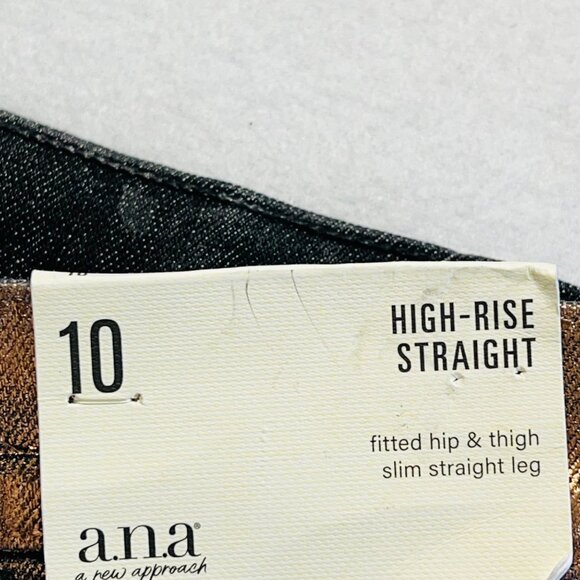 10
HIGH-RISE
STRAIGHT
fitted hip & thigh
slim straight leg
a.n.a®
a new approach